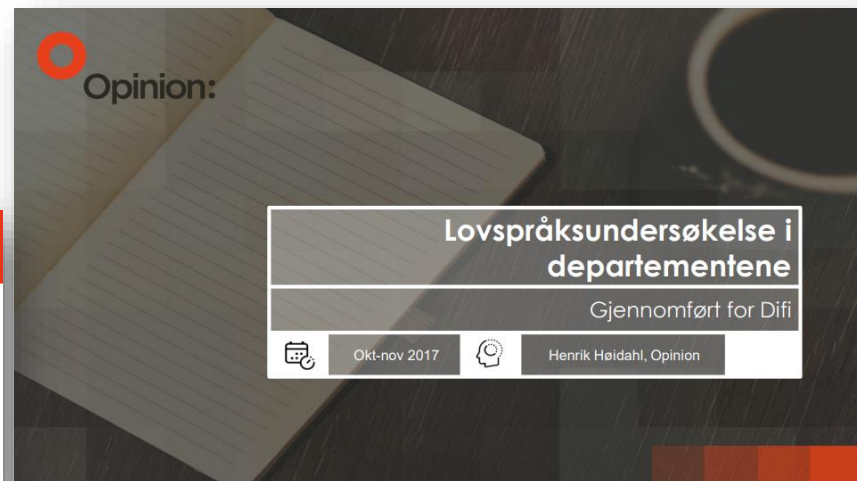 Opinion:
Lovspråksundersøkelse i
departementene
Gjennomført for Difi
Okt-nov 2017
Henrik Høidahl, Opinion